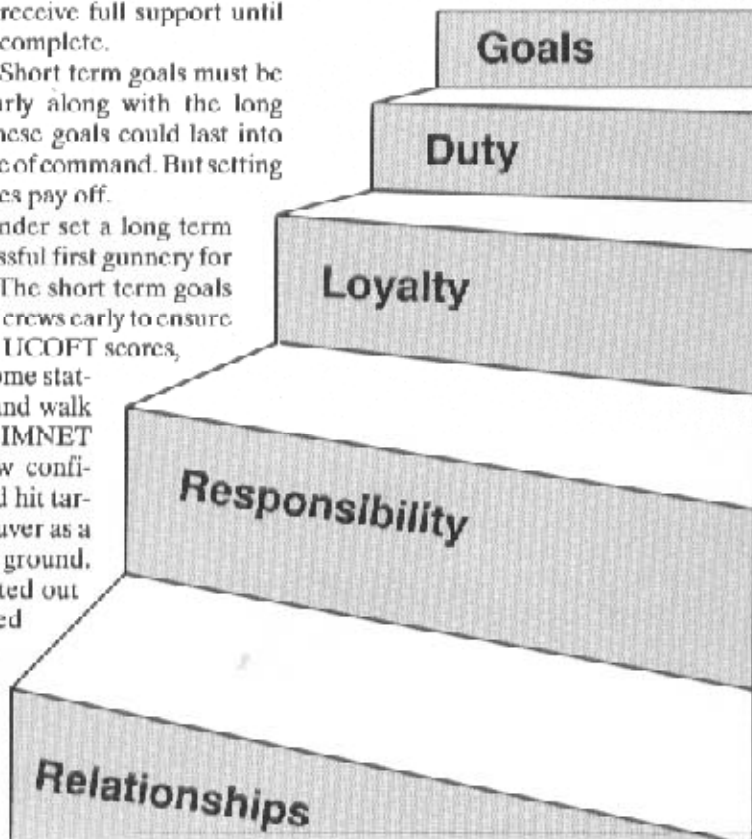 receive full support until
complete.
Short term goals must be
rly along with the long
ese goals could last into
e of command. But setting
es pay off.
nder set a long term
ssful first gunnery for
The short term goals
crews early to ensure
UCOFT scores,
ome stat-
nd walk
IMNET
w confi-
d hit tar-
uver as a
ground.
ted out
ed
Goals
Duty
Loyalty
Responsibility
Relationships